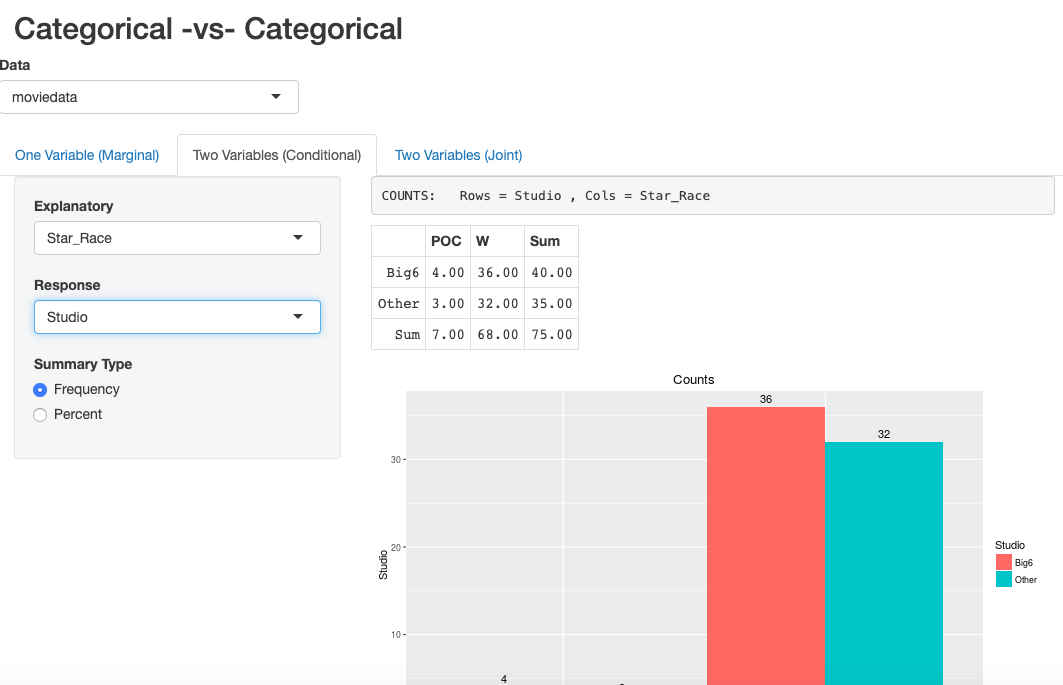 Categorical -vs- Categorical
Data
moviedata
One Variable (Marginal) Two Variables (Conditional) Two Variables (Joint)
Explanatory
Star_Race
Response
Studio
Summary Type
Frequency
Percent
COUNTS: Rows = Studio , Cols = Star_Race
POC W Sum
Big6 4.00 36.00 40.00
Other 3.00 32.00 35.00
Sum 7.00 68.00 75.00
Counts
36
32
30
20
10
4
Studio
Studio
Big6
Other